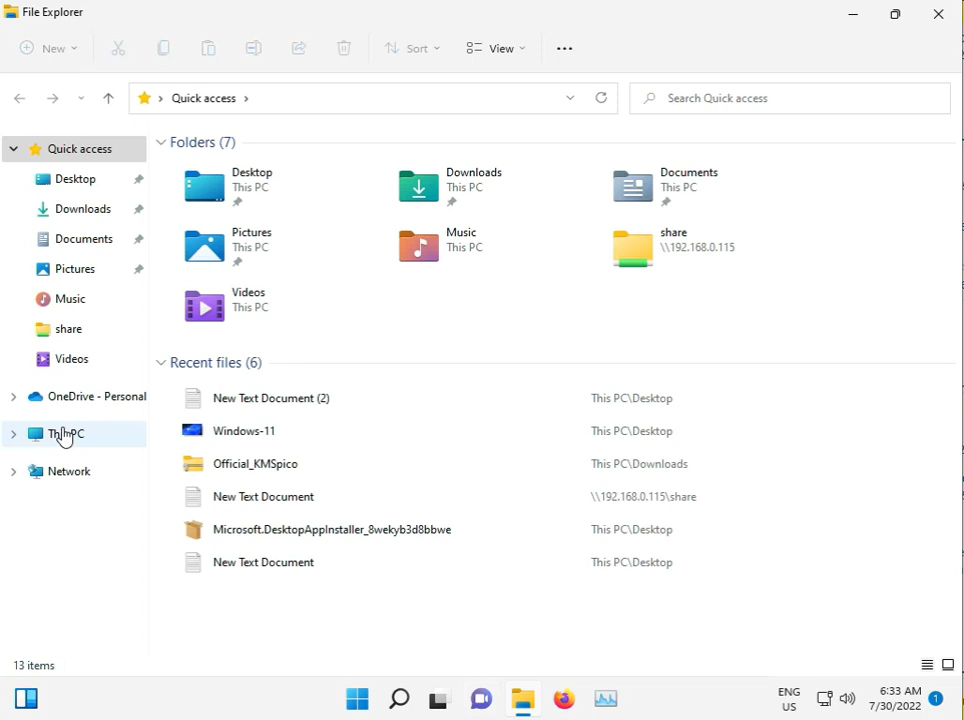 File Explorer
New
Sort
View
Quick access
Search Quick access
Quick access
Desktop
Downloads
Documents
Pictures
Music
share
Videos
OneDrive - Personal
This PC
Network
Folders (7)
Desktop
This PC
Downloads
This PC
Documents
This PC
Pictures
This PC
Music
This PC
share
\\192.168.0.115
Videos
This PC
Recent files (6)
New Text Document (2) This PC\Desktop
Windows-11 This PC\Desktop
Official_KMSpico This PC\Downloads
New Text Document \\192.168.0.115\share
Microsoft.DesktopAppInstaller_8wekyb3d8bbwe This PC\Desktop
New Text Document This PC\Desktop
13 items
ENG
US
6:33 AM
7/30/2022
1